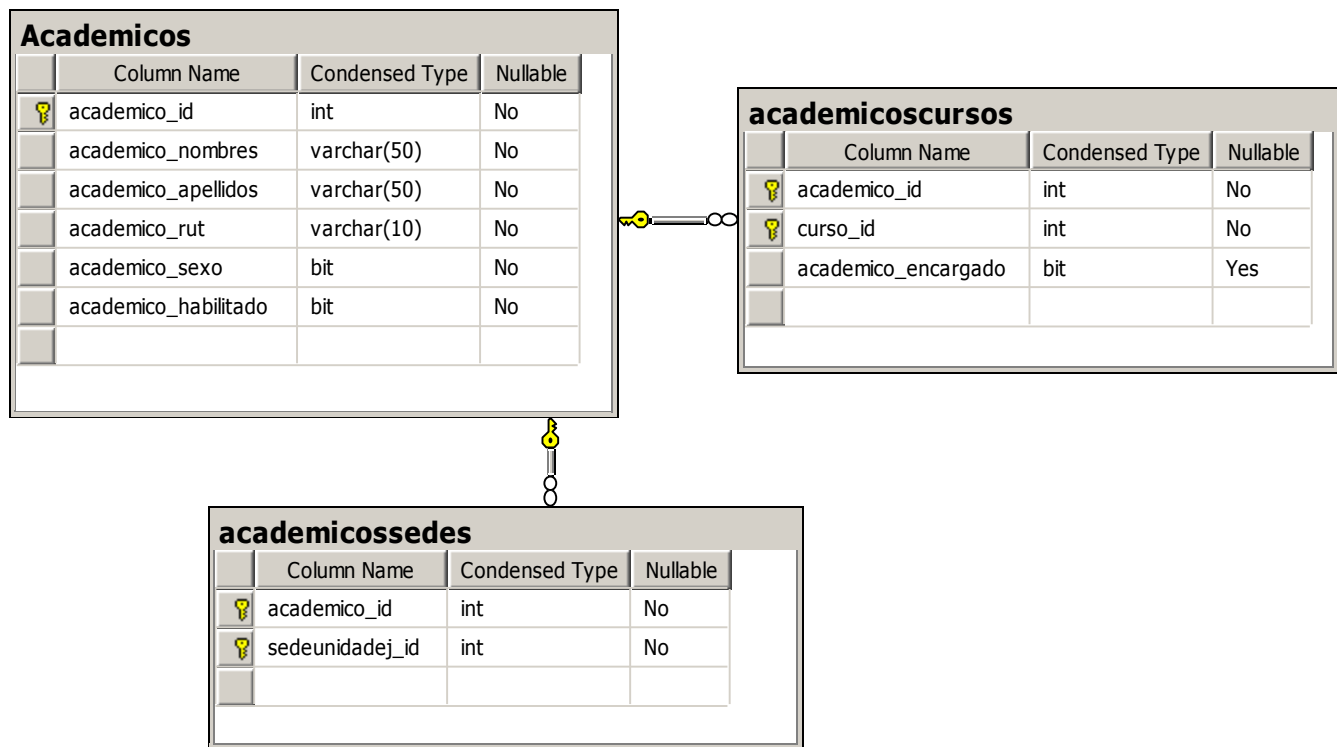 Academicos
Column Name Condensed Type Nullable
academico_id int No
academico_nombres varchar(50) No
academico_apellidos varchar(50) No
academico_rut varchar(10) No
academico_sexo bit No
academico_habilitado bit No
academicoscursos
Column Name Condensed Type Nullable
academico_id int No
curso_id int No
academico_encargado bit Yes
academicossedes
Column Name Condensed Type Nullable
academico_id int No
sedeunidadej_id int No